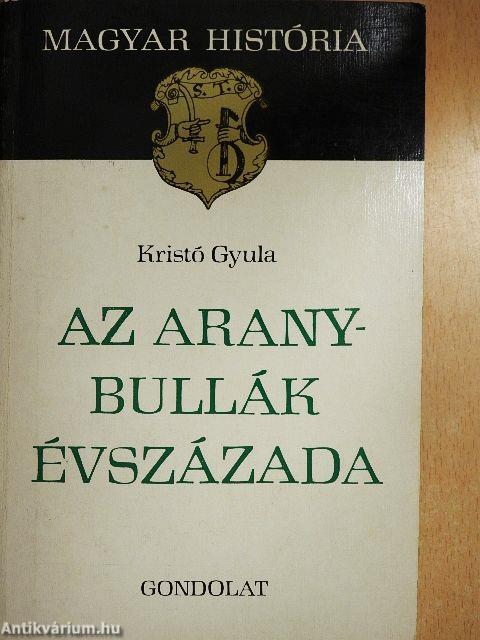 MAGYAR HISTÓRIA
S. T.
Kristó Gyula
AZ ARANY-
BULLÁK
ÉVSZÁZADA
GONDOLAT
Antikvárium.hu